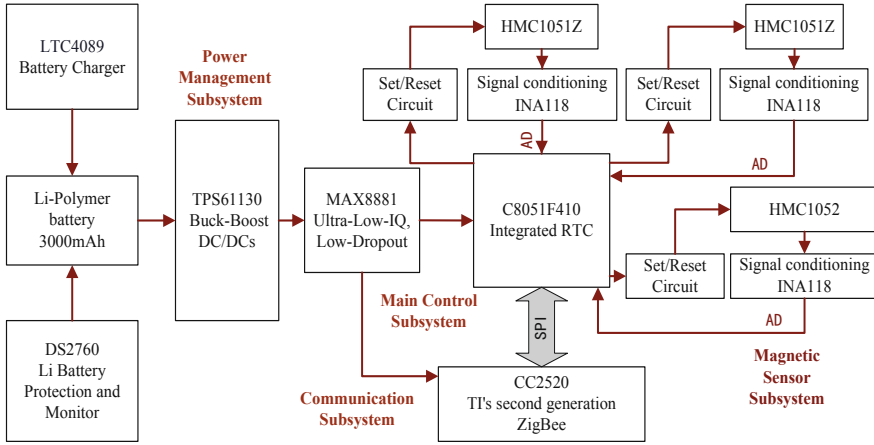 LTC4089
Battery Charger
Power
Management
Subsystem
HMC1051Z
HMC1051Z
Set/Reset
Circuit
Signal conditioning
INA118
Set/Reset
Circuit
Signal conditioning
INA118
AD
AD
Li-Polymer
battery
3000mAh
TPS61130
Buck-Boost
DC/DCs
MAX8881
Ultra-Low-IQ,
Low-Dropout
C8051F410
Integrated RTC
HMC1052
Set/Reset
Circuit
Signal conditioning
INA118
AD
Main Control
Subsystem
SPI
DS2760
Li Battery
Protection and
Monitor
Communication
Subsystem
CC2520
TI's second generation
ZigBee
Magnetic
Sensor
Subsystem